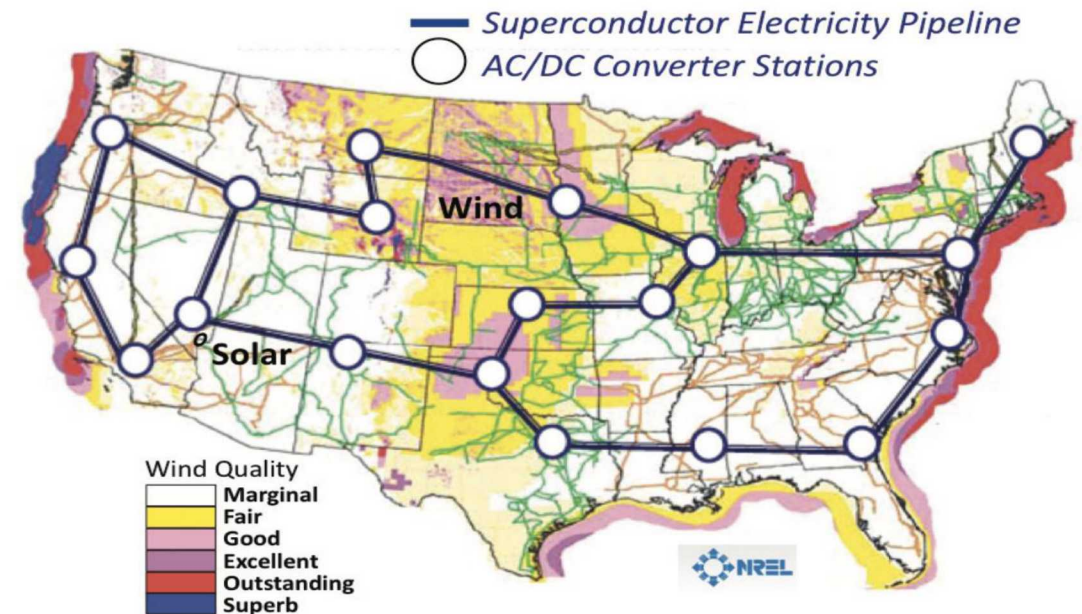 Superconductor Electricity Pipeline
AC/DC Converter Stations
Wind
Solar
Wind Quality
Marginal
Fair
Good
Excellent
Outstanding
Superb
NREL